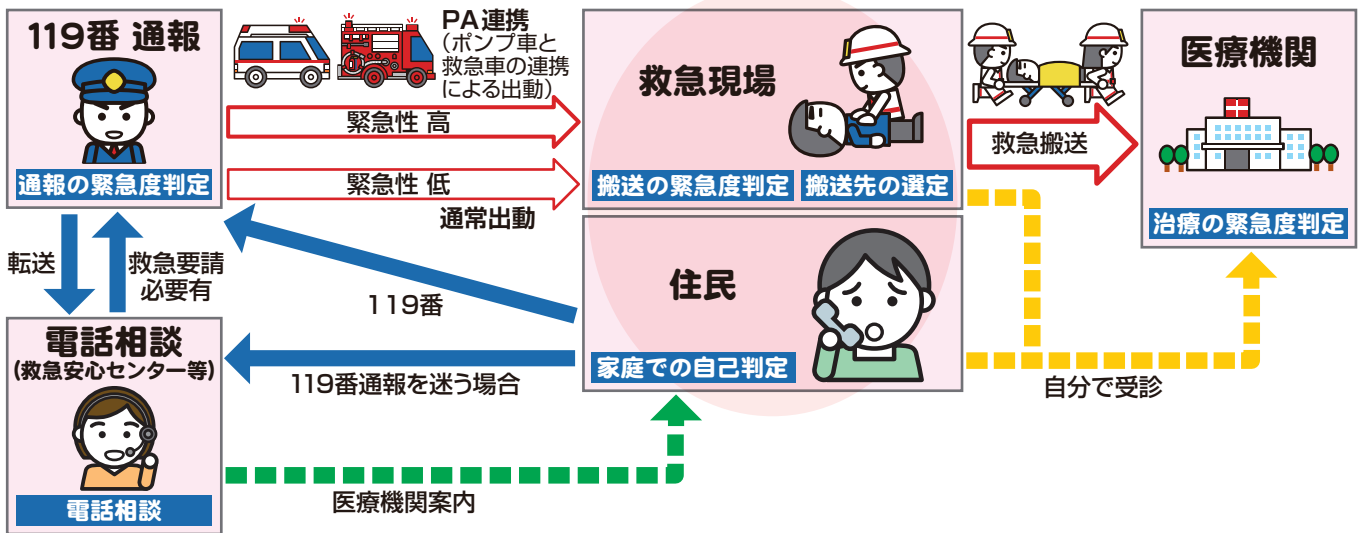 119番 通報
通報の緊急度判定
PA連携
（ポンプ車と
救急車の連携
による出動）
緊急性 高
緊急性 低
通常出動
救急現場
搬送の緊急度判定
搬送先の選定
救急搬送
医療機関
治療の緊急度判定
転送
救急要請
必要有
119番
住民
家庭での自己判定
電話相談
(救急安心センター等)
電話相談
119番通報を迷う場合
自分で受診
医療機関案内